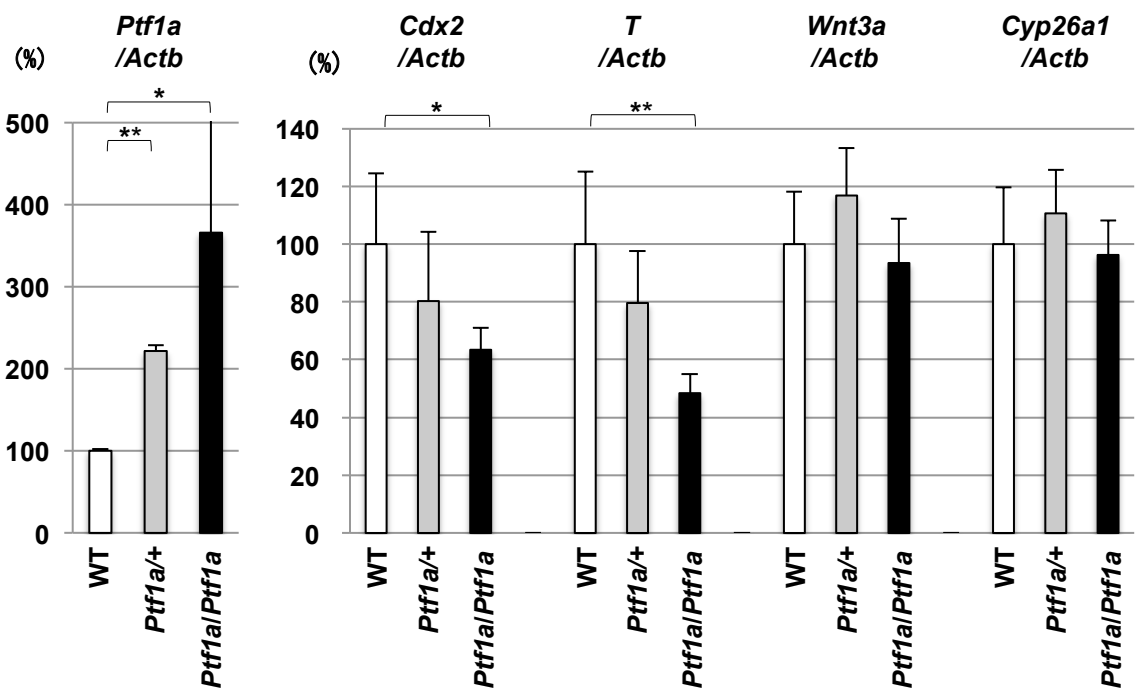 Ptf1a
/Actb
Cdx2
/Actb
T
/Actb
Wnt3a
/Actb
Cyp26a1
/Actb
(%)
(%)
*
**
*
**
500
400
300
200
100
0
140
120
100
80
60
40
20
0
WT
Ptf1a/+
Ptf1a/Ptf1a
WT
Ptf1a/+
Ptf1a/Ptf1a
WT
Ptf1a/+
Ptf1a/Ptf1a
WT
Ptf1a/+
Ptf1a/Ptf1a
WT
Ptf1a/+
Ptf1a/Ptf1a